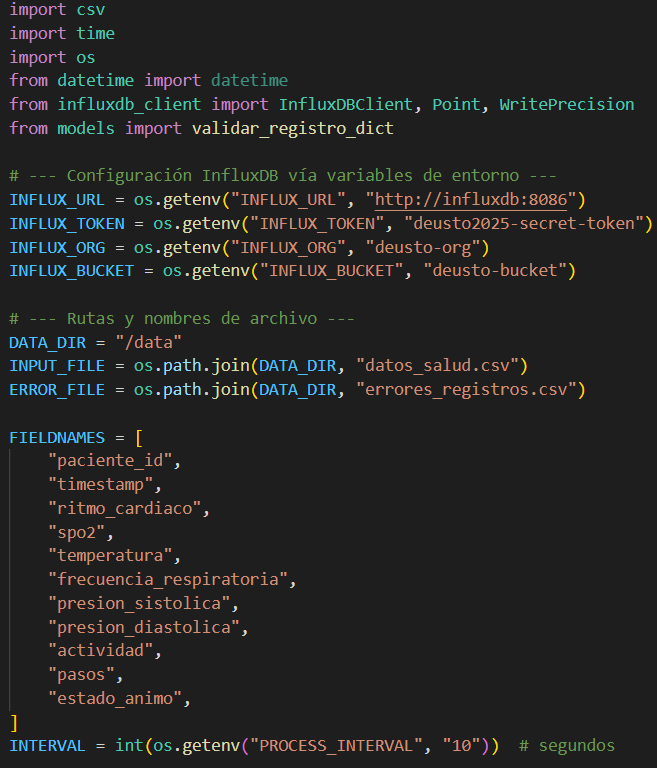 import csv
import time
import os
from datetime import datetime
from influxdb_client import InfluxDBClient, Point, WritePrecision
from models import validar_registro_dict

# --- Configuración InfluxDB vía variables de entorno ---
INFLUX_URL = os.getenv("INFLUX_URL", "http://influxdb:8086")
INFLUX_TOKEN = os.getenv("INFLUX_TOKEN", "deusto2025-secret-token")
INFLUX_ORG = os.getenv("INFLUX_ORG", "deusto-org")
INFLUX_BUCKET = os.getenv("INFLUX_BUCKET", "deusto-bucket")

# --- Rutas y nombres de archivo ---
DATA_DIR = "/data"
INPUT_FILE = os.path.join(DATA_DIR, "datos_salud.csv")
ERROR_FILE = os.path.join(DATA_DIR, "errores_registros.csv")

FIELDNAMES = [
    "paciente_id",
    "timestamp",
    "ritmo_cardiaco",
    "spo2",
    "temperatura",
    "frecuencia_respiratoria",
    "presion_sistolica",
    "presion_diastolica",
    "actividad",
    "pasos",
    "estado_animo",
]
INTERVAL = int(os.getenv("PROCESS_INTERVAL", "10"))  # segundos